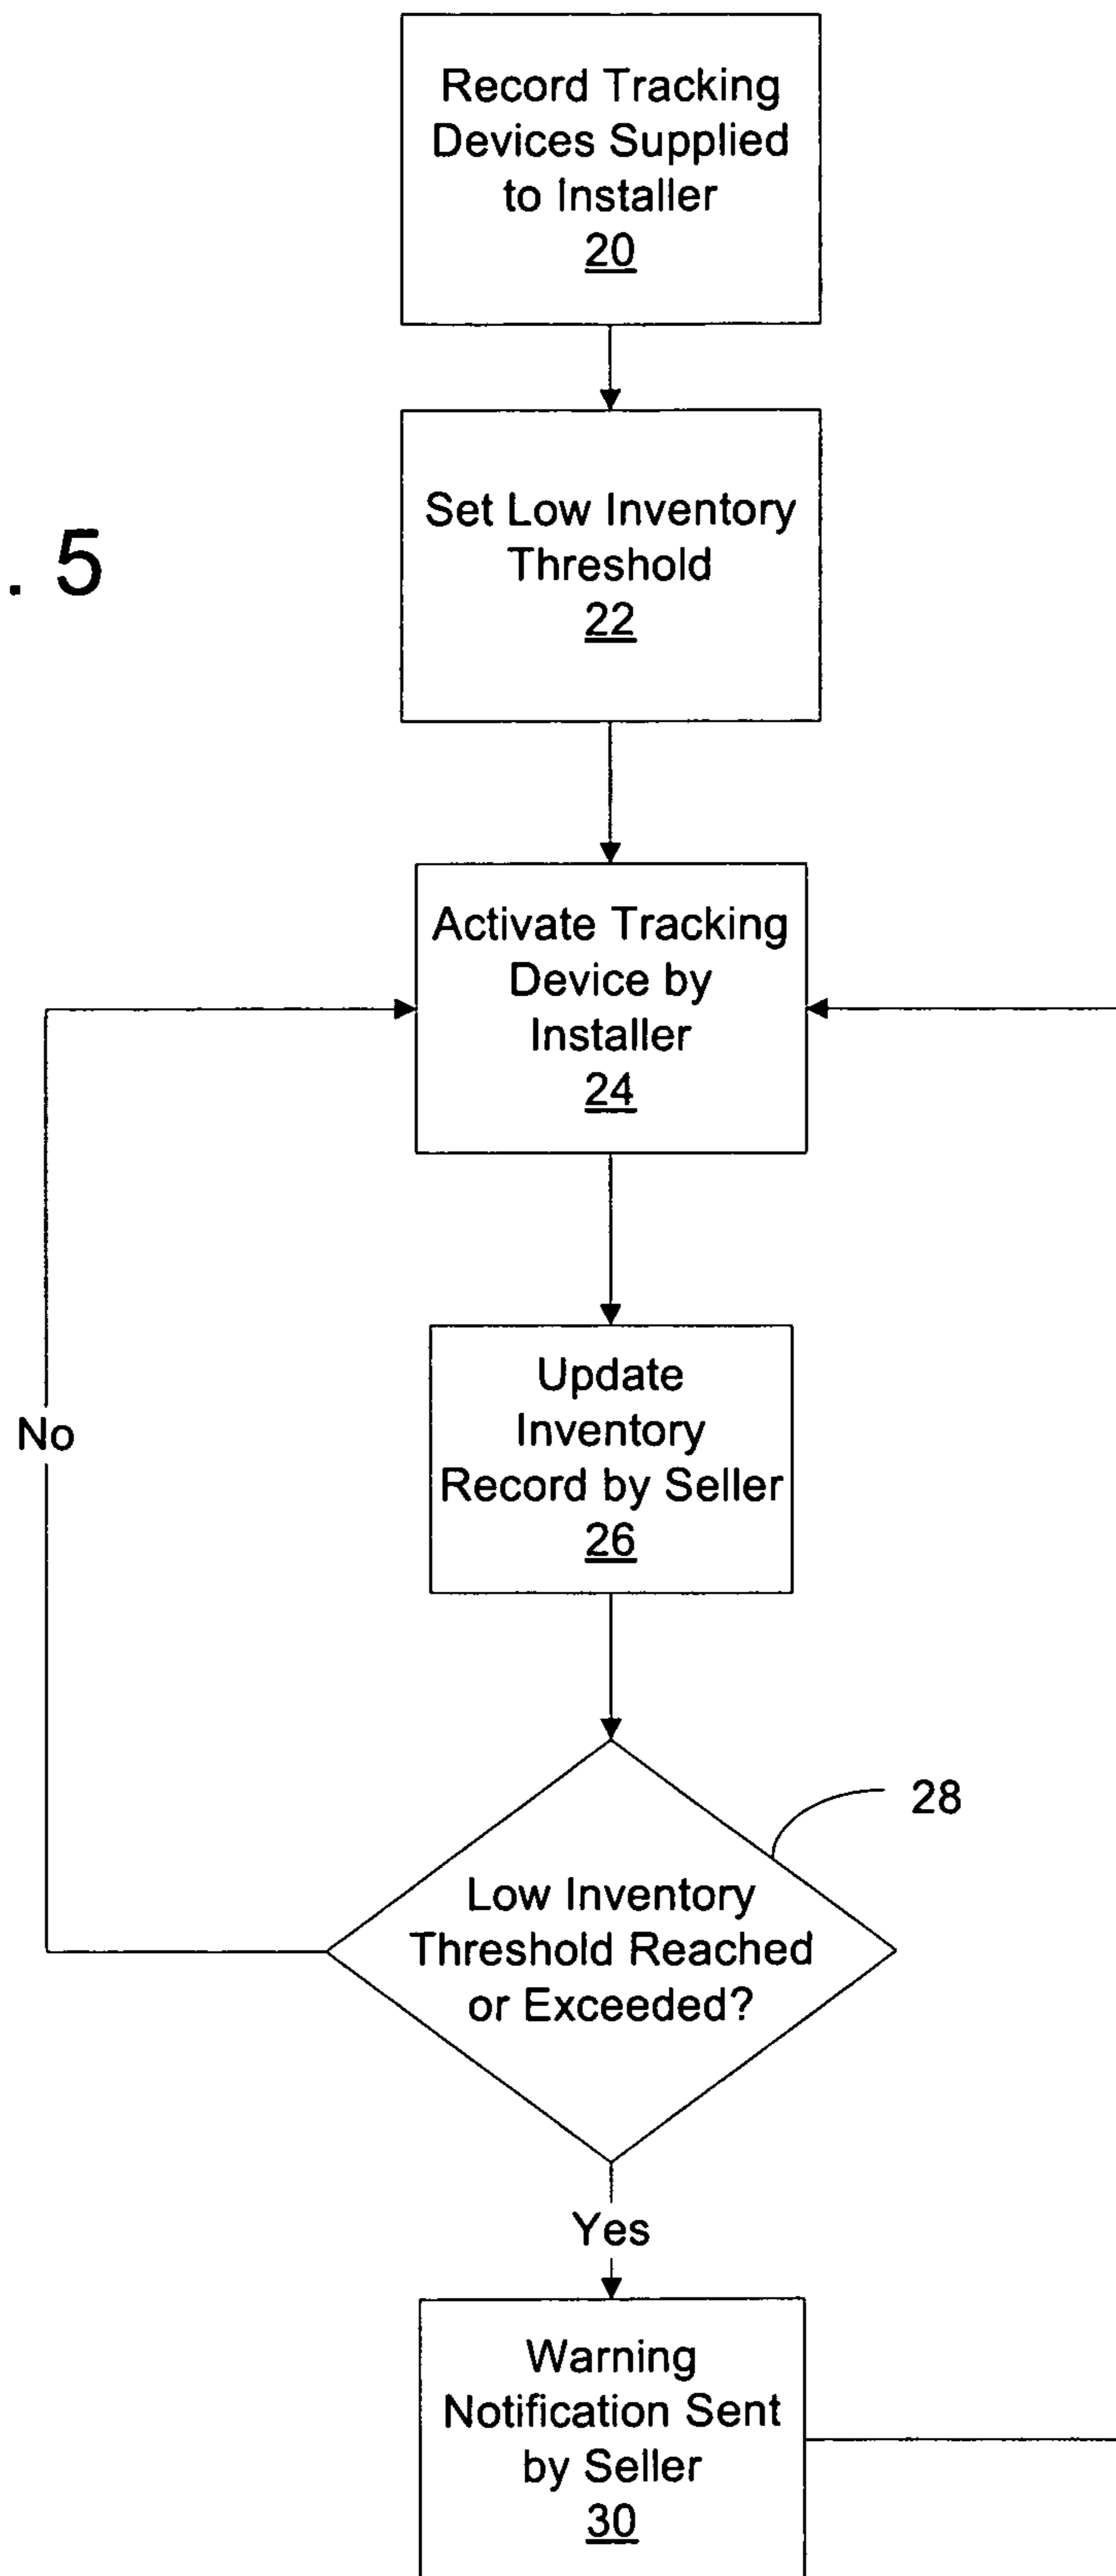 Record Tracking
Devices Supplied
to Installer
20
Set Low Inventory
Threshold
22
. 5
Activate Tracking
Device by
Installer
24
Update
Inventory
Record by Seller
26
No
28
Low Inventory
Threshold Reached
or Exceeded?
Yes
Warning
Notification Sent
by Seller
30